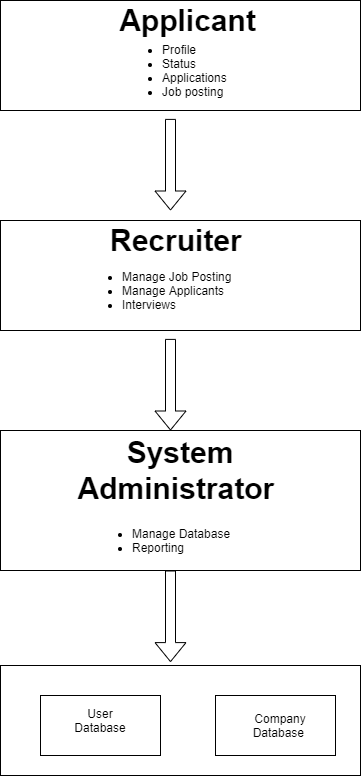 Applicant
Profile
Status
Applications
Job posting
Recruiter
Manage Job Posting
Manage Applicants
Interviews
System
Administrator
Manage Database
Reporting
User
Database
Company
Database